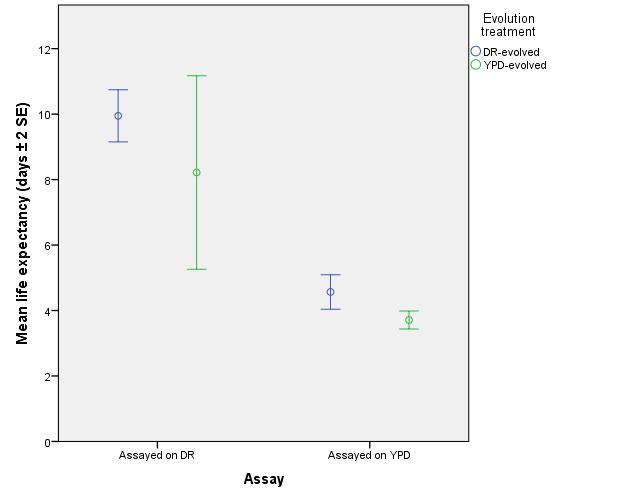 Evolution
treatment
DR-evolved
YPD-evolved
Mean life expectancy (days ± 2 SE)
12
10
8
6
4
2
0
Assayed on DR
Assayed on YPD
Assay